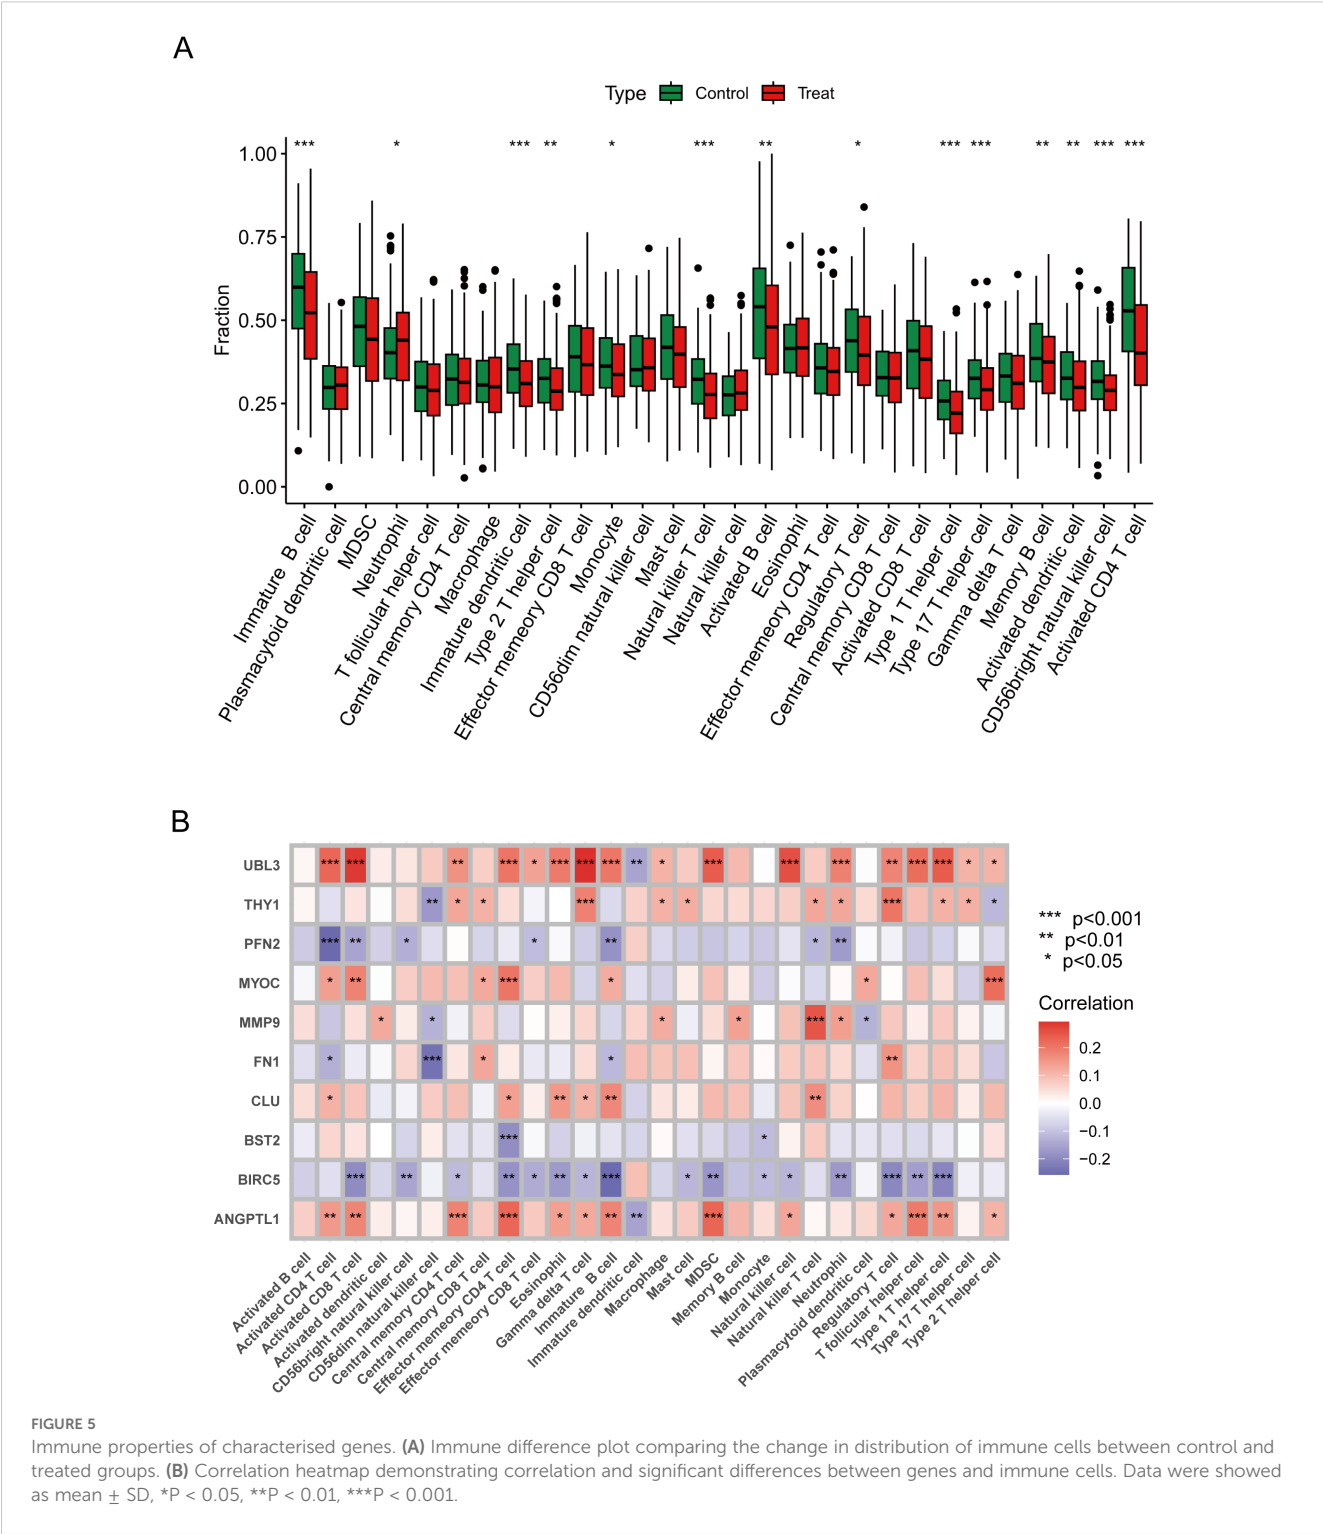 A
Type Control Treat
*** * *** ** * *** ** * *** *** ** ** *** ***
1.00
0.75
0.50
0.25
0.00
Fraction
Immature B cell
Plasmacytoid dendritic cell
MDSC
Neutrophil
T follicular helper cell
Central memory CD4 T cell
Macrophage
Immature dendritic cell
Type 2 T helper cell
Effector memeory CD8 T cell
Monocyte
CD56dim natural killer cell
Mast cell
Natural killer T cell
Natural killer cell
Activated B cell
Eosinophil
Effector memeory CD4 T cell
Regulatory T cell
Central memory CD8 T cell
Activated CD8 T cell
Type 1 T helper cell
Type 17 T helper cell
Gamma delta T cell
Memory B cell
Activated dendritic cell
CD56bright natural killer cell
Activated CD4 T cell
B
UBL3 *** *** ** *** * *** *** *** ** * *** *** *** ** *** *** * *
THY1 ** * * *** * * * * *** * * *
PFN2 *** ** * * ** * **
MYOC * ** * *** * * ***
MMP9 * * * * *** * *
FN1 * *** * * **
CLU * * ** * ** **
BST2 *** *
BIRC5 *** ** * ** * ** * *** * ** * * ** *** ** ***
ANGPTL1 ** ** *** *** * * ** ** *** * * *** ** *
*** p<0.001
** p<0.01
* p<0.05
Correlation
0.2
0.1
0.0
−0.1
−0.2
Activated B cell
Activated CD4 T cell
Activated CD8 T cell
Activated dendritic cell
CD56bright natural killer cell
CD56dim natural killer cell
Central memory CD4 T cell
Central memory CD8 T cell
Effector memeory CD4 T cell
Effector memeory CD8 T cell
Eosinophil
Gamma delta T cell
Immature B cell
Immature dendritic cell
Macrophage
Mast cell
MDSC
Memory B cell
Monocyte
Natural killer cell
Natural killer T cell
Neutrophil
Plasmacytoid dendritic cell
Regulatory T cell
T follicular helper cell
Type 1 T helper cell
Type 17 T helper cell
Type 2 T helper cell
FIGURE 5
Immune properties of characterised genes. (A) Immune difference plot comparing the change in distribution of immune cells between control and
treated groups. (B) Correlation heatmap demonstrating correlation and significant differences between genes and immune cells. Data were showed
as mean ± SD, *P < 0.05, **P < 0.01, ***P < 0.001.